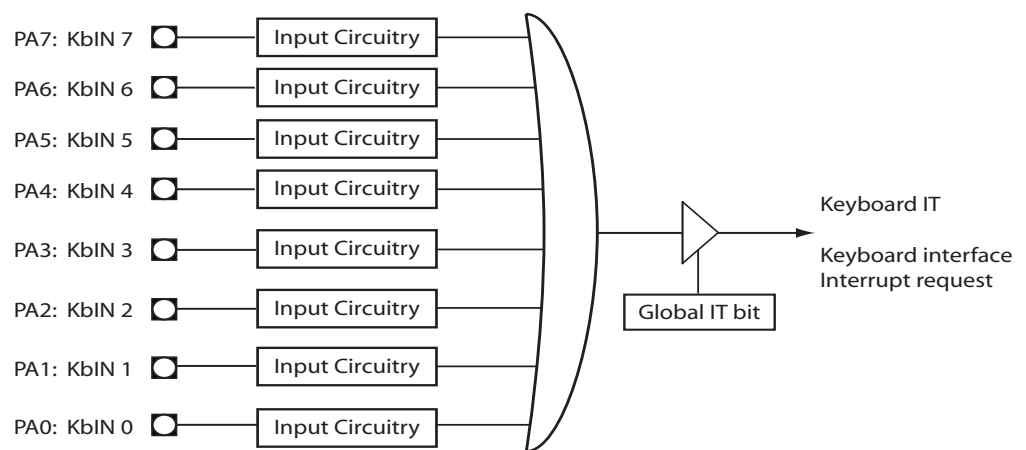 PA7: KbIN 7 Input Circuitry
PA6: KbIN 6 Input Circuitry
PA5: KbIN 5 Input Circuitry
PA4: KbIN 4 Input Circuitry
PA3: KbIN 3 Input Circuitry
PA2: KbIN 2 Input Circuitry
PA1: KbIN 1 Input Circuitry
PA0: KbIN 0 Input Circuitry
Keyboard IT
Keyboard interface
Interrupt request
Global IT bit